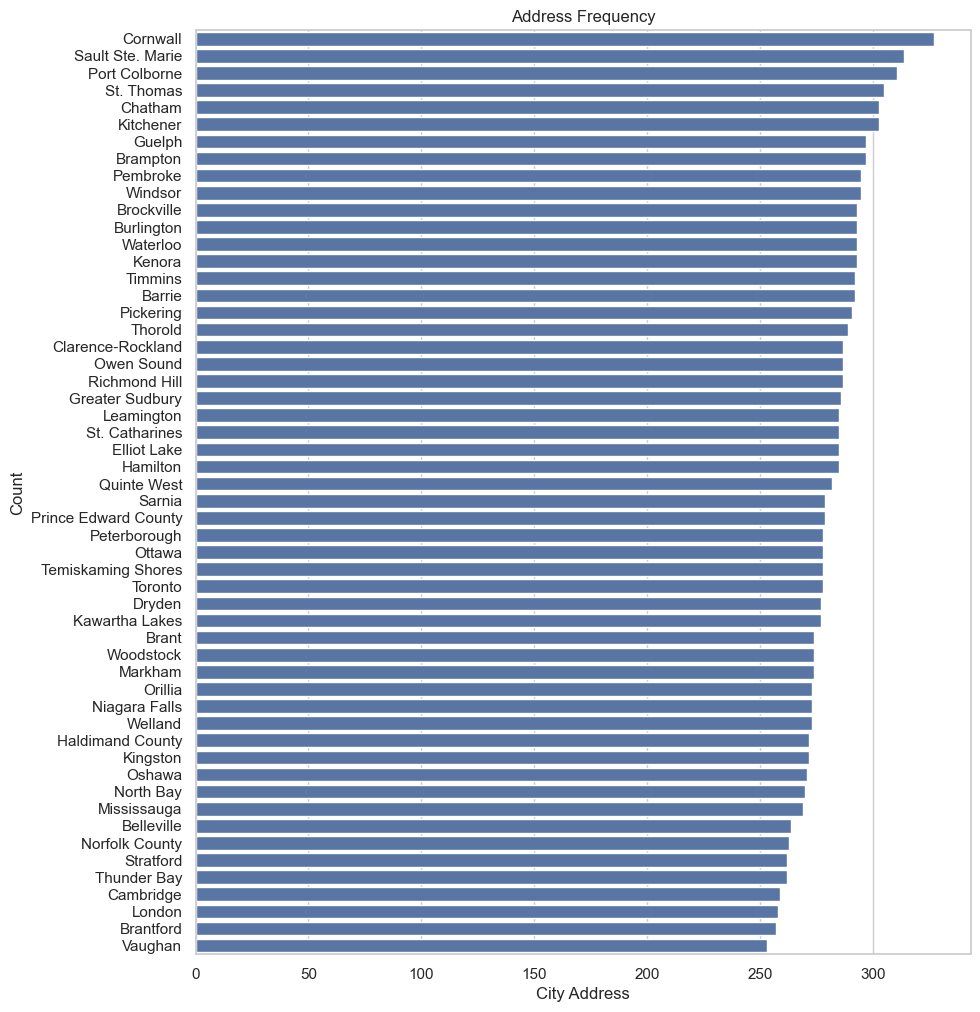 Address Frequency
Cornwall
Sault Ste. Marie
Port Colborne
St. Thomas
Chatham
Kitchener
Guelph
Brampton
Pembroke
Windsor
Brockville
Burlington
Waterloo
Kenora
Timmins
Barrie
Pickering
Thorold
Clarence-Rockland
Owen Sound
Richmond Hill
Greater Sudbury
Leamington
St. Catharines
Elliot Lake
Hamilton
Quinte West
Sarnia
Prince Edward County
Peterborough
Ottawa
Temiskaming Shores
Toronto
Dryden
Kawartha Lakes
Brant
Woodstock
Markham
Orillia
Niagara Falls
Welland
Haldimand County
Kingston
Oshawa
North Bay
Mississauga
Belleville
Norfolk County
Stratford
Thunder Bay
Cambridge
London
Brantford
Vaughan
Count
0 50 100 150 200 250 300
City Address